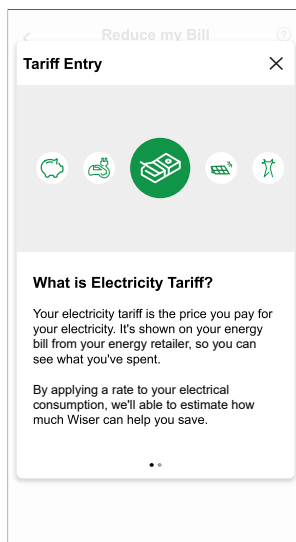 Reduce my Bill
?
Tariff Entry
What is Electricity Tariff?
Your electricity tariff is the price you pay for
your electricity. It's shown on your energy
bill from your energy retailer, so you can
see what you've spent.
By applying a rate to your electrical
consumption, we'll able to estimate how
much Wiser can help you save.